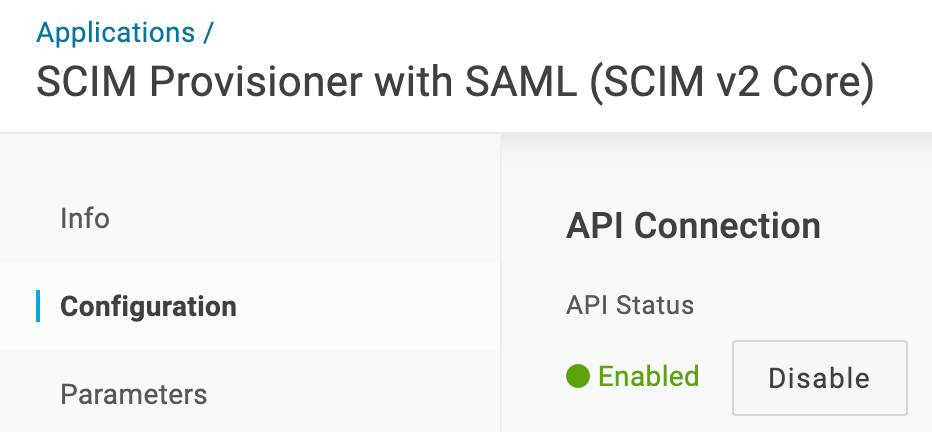 Applications /
SCIM Provisioner with SAML (SCIM v2 Core)
Info
Configuration
Parameters
API Connection
API Status
Enabled
Disable